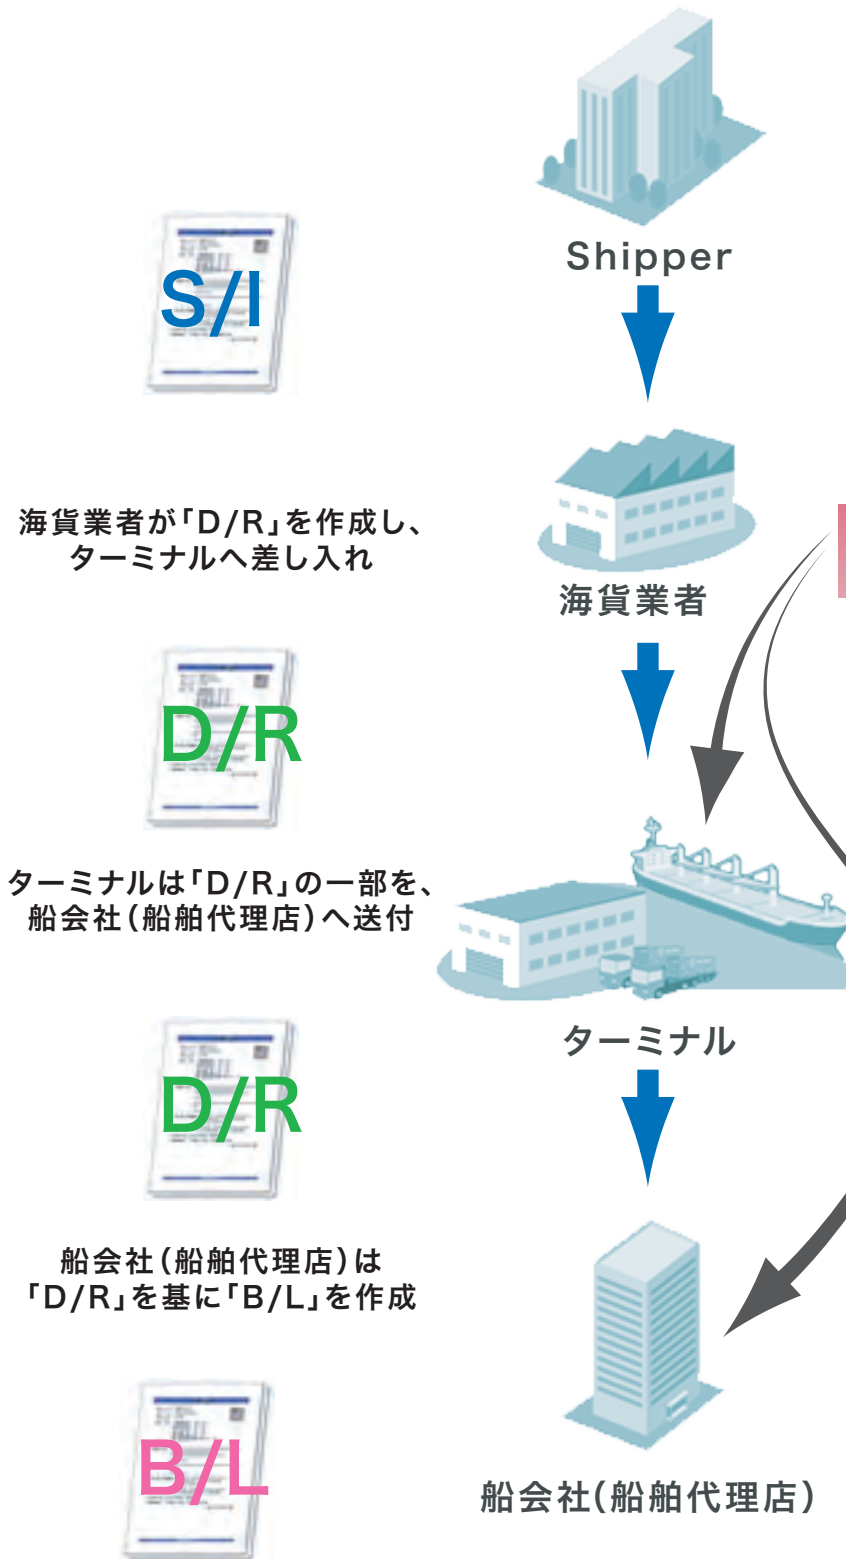 Shipper
S/I
海貨業者が「D/R」を作成し、
ターミナルへ差し入れ
海貨業者
D/R
ターミナルは「D/R」の一部を、
船会社(船舶代理店)へ送付
ターミナル
D/R
船会社(船舶代理店)は
「D/R」を基に「B/L」を作成
B/L
船会社(船舶代理店)